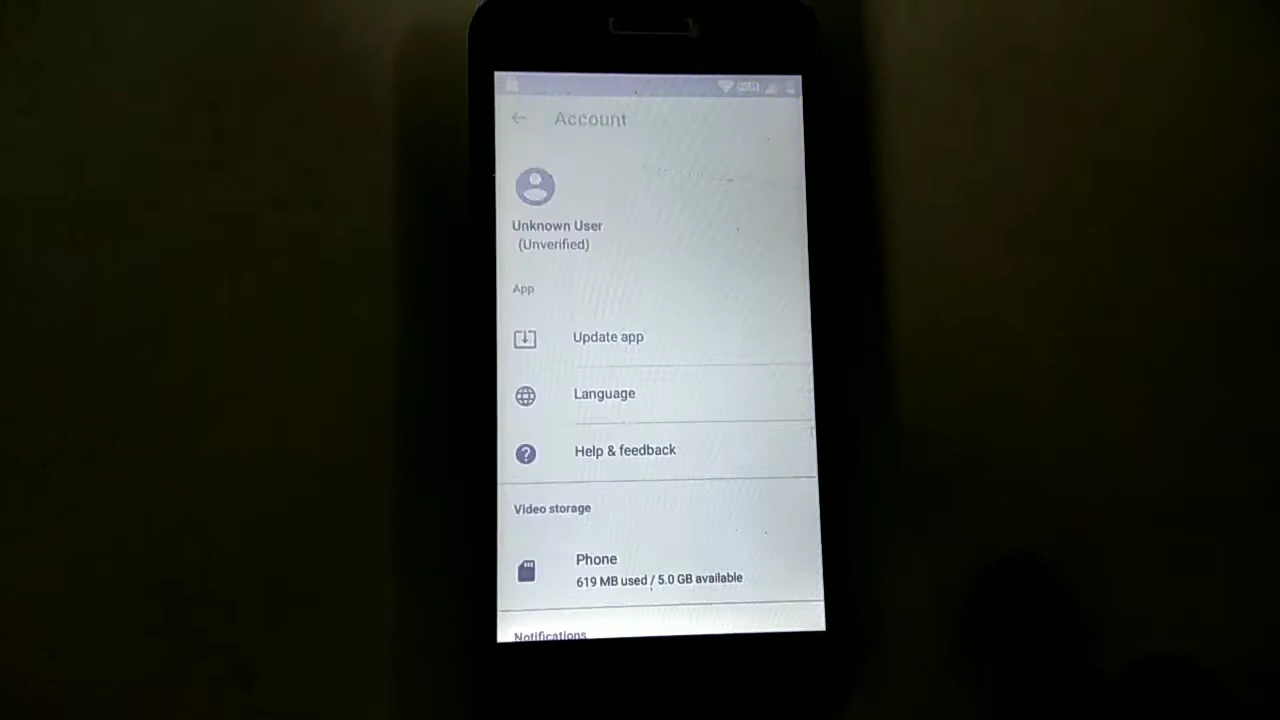 Account
Unknown User
(Unverified)
App
Update app
Language
Help & feedback
Video storage
Phone
619 MB used / 5.0 GB available
Notifications